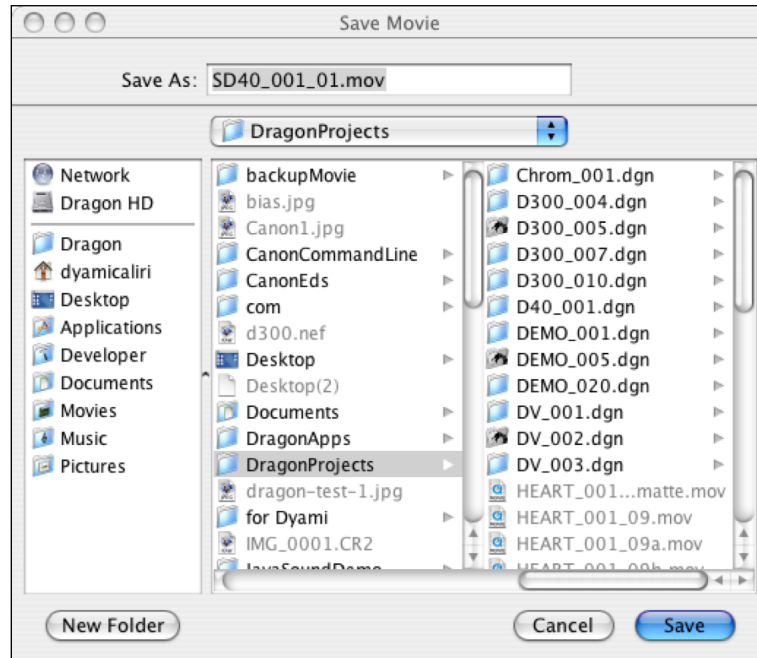 Save Movie
Save As: SD40_001_01.mov
DragonProjects
Network
Dragon HD
Dragon
dyamicaliri
Desktop
Applications
Developer
Documents
Movies
Music
Pictures
backupMovie
bias.jpg
Canon1.jpg
CanonCommandLine
CanonEds
com
d300.nef
Desktop
Desktop(2)
Documents
DragonApps
DragonProjects
dragon-test-1.jpg
for Dyami
IMG_0001.CR2
JavaSoundDemo
Chrom_001.dgn
D300_004.dgn
D300_005.dgn
D300_007.dgn
D300_010.dgn
D40_001.dgn
DEMO_001.dgn
DEMO_005.dgn
DEMO_020.dgn
DV_001.dgn
DV_002.dgn
DV_003.dgn
HEART_001...matte.mov
HEART_001_09.mov
HEART_001_09a.mov
HEART_001_09b.mov
New Folder
Cancel
Save